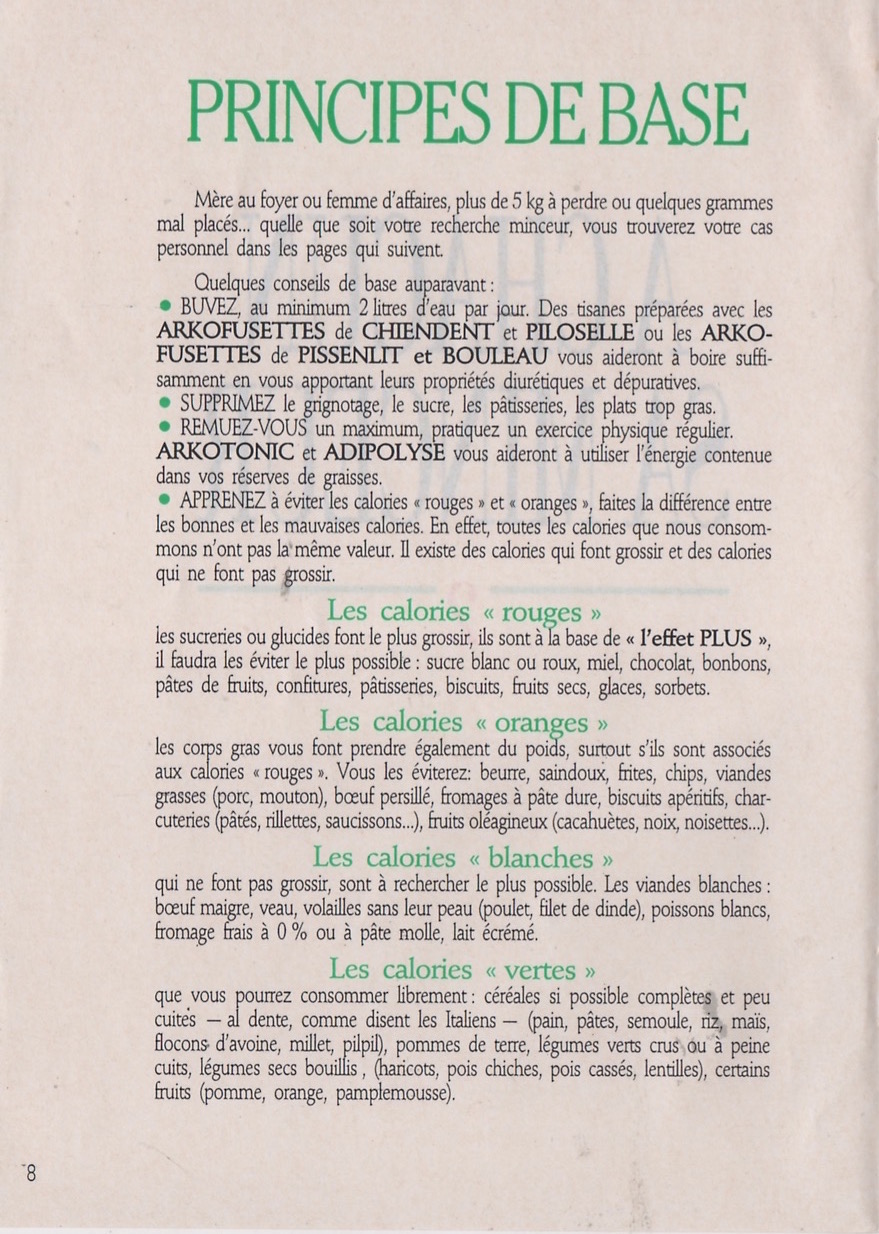 PRINCIPES DE BASE
Mère au foyer ou femme d'affaires, plus de 5 kg à perdre ou quelques grammes
mal placés... quelle que soit votre recherche minceur, vous trouverez votre cas
personnel dans les pages qui suivent.
Quelques conseils de base auparavant :
• BUVEZ, au minimum 2 litres d'eau par jour. Des tisanes préparées avec les
ARKOFUSETTES de CHIENDENT et PILOSELLE ou les ARKO-
FUSETTES de PISSENLIT et BOULEAU vous aideront à boire suffi-
samment en vous apportant leurs propriétés diurétiques et dépuratives.
• SUPPRIMEZ le grignotage, le sucre, les pâtisseries, les plats trop gras.
• REMUEZ-VOUS un maximum, pratiquez un exercice physique régulier.
ARKOTONIC et ADIPOLYSE vous aideront à utiliser l'énergie contenue
dans vos réserves de graisses.
• APPRENEZ à éviter les calories « rouges » et « oranges », faites la différence entre
les bonnes et les mauvaises calories. En effet, toutes les calories que nous consom-
mons n'ont pas la même valeur. Il existe des calories qui font grossir et des calories
qui ne font pas grossir.
Les calories « rouges »
les sucreries ou glucides font le plus grossir, ils sont à la base de « l'effet PLUS »,
il faudra les éviter le plus possible : sucre blanc ou roux, miel, chocolat, bonbons,
pâtes de fruits, confitures, pâtisseries, biscuits, fruits secs, glaces, sorbets.
Les calories « oranges »
les corps gras vous font prendre également du poids, surtout s'ils sont associés
aux calories « rouges ». Vous les éviterez: beurre, saindoux, frites, chips, viandes
grasses (porc, mouton), bœuf persillé, fromages à pâte dure, biscuits apéritifs, char-
cuteries (pâtés, rillettes, saucissons...), fruits oléagineux (cacahuètes, noix, noisettes...).
Les calories « blanches »
qui ne font pas grossir, sont à rechercher le plus possible. Les viandes blanches :
bœuf maigre, veau, volailles sans leur peau (poulet, filet de dinde), poissons blancs,
fromage frais à 0 % ou à pâte molle, lait écrémé.
Les calories « vertes »
que vous pourrez consommer librement : céréales si possible complètes et peu
cuites — al dente, comme disent les Italiens — (pain, pâtes, semoule, riz, maïs,
flocons d'avoine, millet, pilpil), pommes de terre, légumes verts crus ou à peine
cuits, légumes secs bouillis , (haricots, pois chiches, pois cassés, lentilles), certains
fruits (pomme, orange, pamplemousse).
8